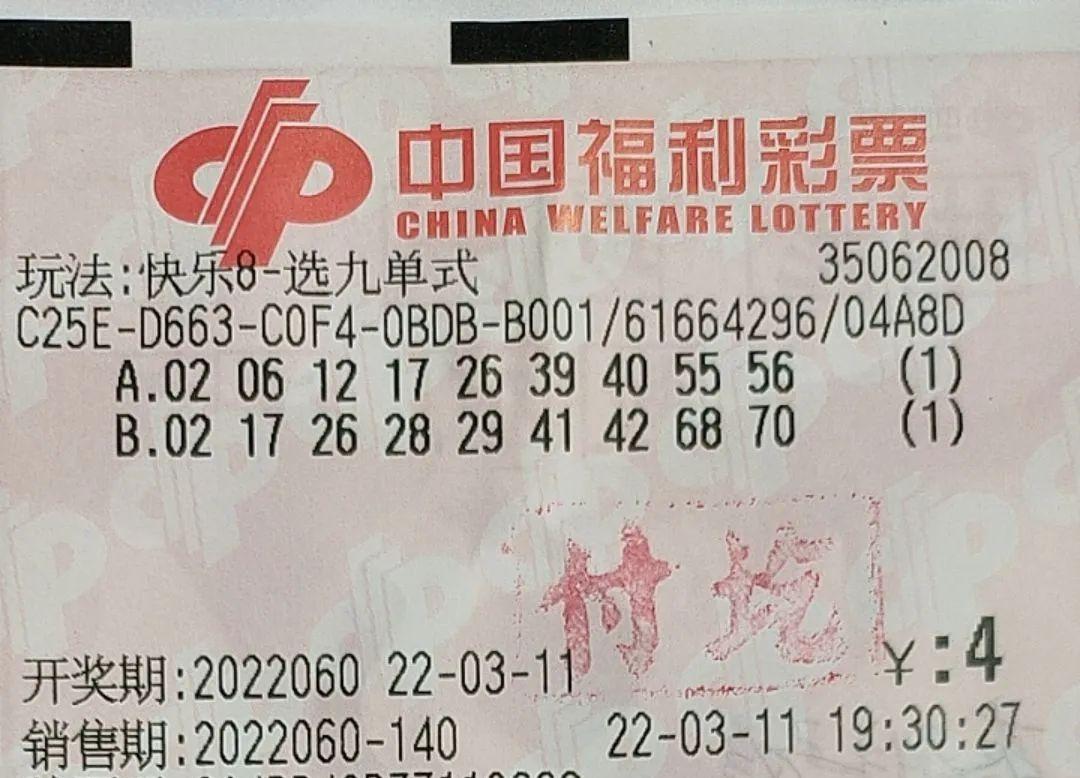 中国福利彩票
CHINA WELFARE LOTTERY
玩法:快乐8-选九单式 35062008
C25E-D663-C0F4-0BDB-B001/61664296/04A8D
A.02 06 12 17 26 39 40 55 56 (1)
B.02 17 26 28 29 41 42 68 70 (1)
付讫
¥:4
开奖期:2022060 22-03-11
销售期:2022060-140 22-03-11 19:30:27